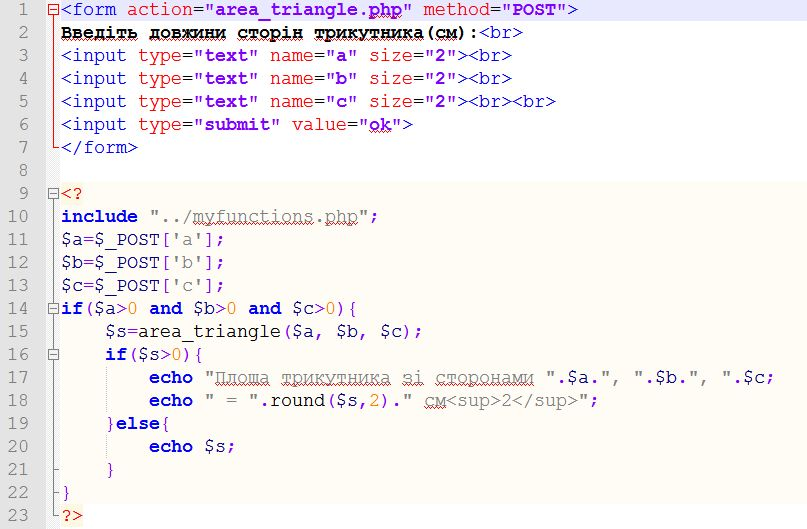 1 <form action="area_triangle.php" method="POST">
2 Введіть довжини сторін трикутника(см):<br>
3 <input type="text" name="a" size="2"><br>
4 <input type="text" name="b" size="2"><br>
5 <input type="text" name="c" size="2"><br><br>
6 <input type="submit" value="ok">
7 </form>
8
9 <?
10 include "../myfunctions.php";
11 $a=$_POST['a'];
12 $b=$_POST['b'];
13 $c=$_POST['c'];
14 if($a>0 and $b>0 and $c>0){
15     $s=area_triangle($a, $b, $c);
16     if($s>0){
17         echo "Площа трикутника зі сторонами ".$a.", ".$b.", ".$c;
18         echo " = ".round($s,2)." см<sup>2</sup>";
19     }else{
20         echo $s;
21     }
22 }
23 ?>